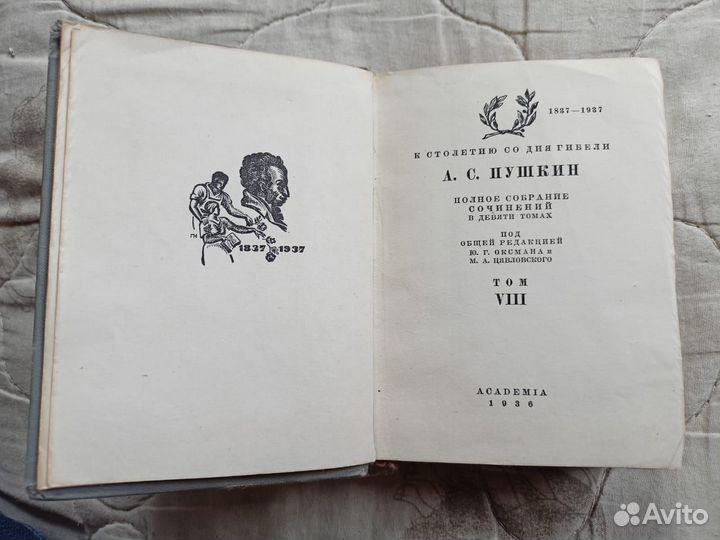 ГН
1837 1937
1837—1937
К СТОЛЕТИЮ СО ДНЯ ГИБЕЛИ
А. С. ПУШКИН
ПОЛНОЕ СОБРАНИЕ
СОЧИНЕНИЙ
В ДЕВЯТИ ТОМАХ
ПОД
ОБЩЕЙ РЕДАКЦИЕЙ
Ю. Г. ОКСМАНА и
М. А. ЦЯВЛОВСКОГО
ТОМ
VIII
ACADEMIA
1936
Avito